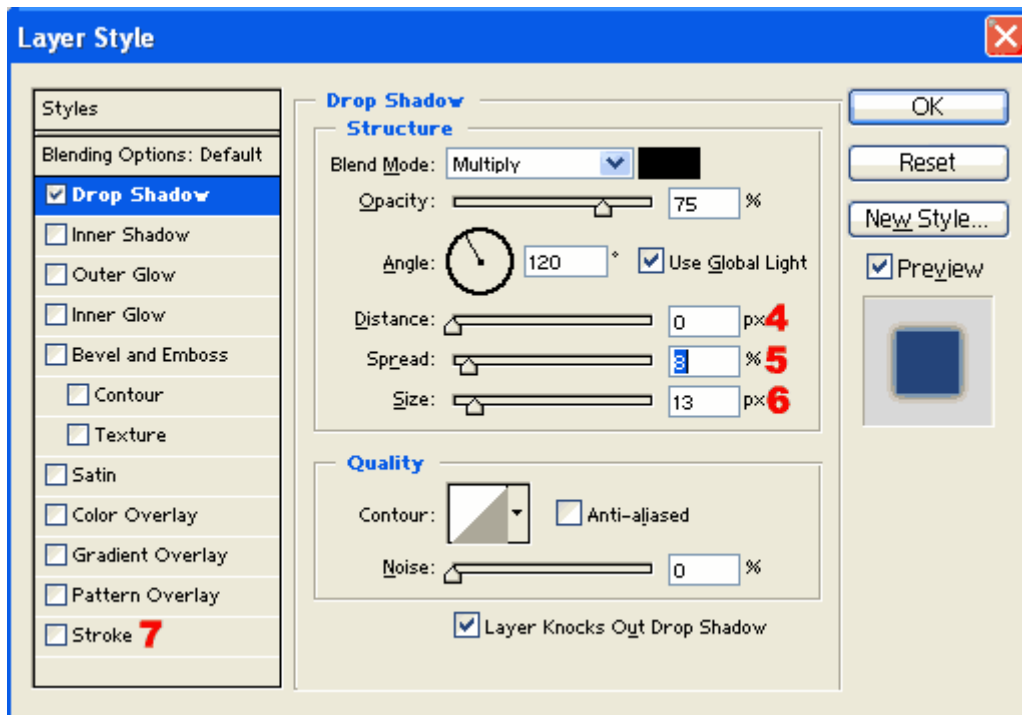 Layer Style
Styles
Blending Options: Default
Drop Shadow
Inner Shadow
Outer Glow
Inner Glow
Bevel and Emboss
Contour
Texture
Satin
Color Overlay
Gradient Overlay
Pattern Overlay
Stroke 7
Drop Shadow
Structure
Blend Mode: Multiply
Opacity: 75 %
Angle: 120 ° Use Global Light
Distance: 0 px 4
Spread: 8 % 5
Size: 13 px 6
Quality
Contour: Anti-aliased
Noise: 0 %
Layer Knocks Out Drop Shadow
OK
Reset
New Style...
Preview